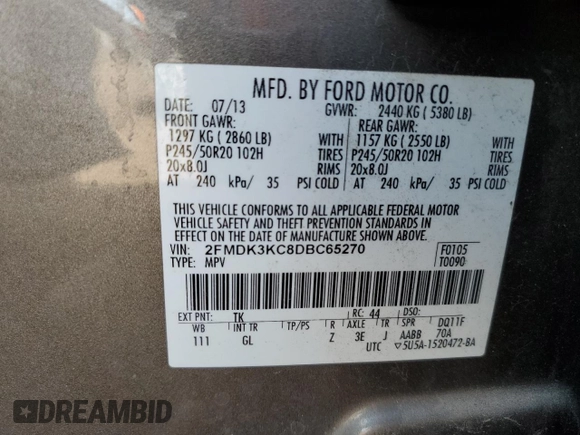 MFD. BY FORD MOTOR CO.
DATE: 07/13 GVWR: 2440 KG ( 5380 LB)
FRONT GAWR: REAR GAWR:
1297 KG ( 2860 LB) WITH 1157 KG ( 2550 LB) WITH
P245/50R20 102H TIRES P245/50R20 102H TIRES
20x8.0J RIMS 20x8.0J RIMS
AT 240 kPa/ 35 PSI COLD AT 240 kPa/ 35 PSI COLD
THIS VEHICLE CONFORMS TO ALL APPLICABLE FEDERAL MOTOR
VEHICLE SAFETY AND THEFT PREVENTION STANDARDS IN
EFFECT ON THE DATE OF MANUFACTURE SHOWN ABOVE.
VIN: 2FMDK3KC8DBC65270 F0105
TYPE: MPV T0090
EXT PNT: TK RC: 44 DSO:
WB INT TR TP/PS R AXLE TR SPR DQ11F
111 GL Z 3E J AABB 70A
UTC ▽5U5A-1520472-BA
DREAMBID